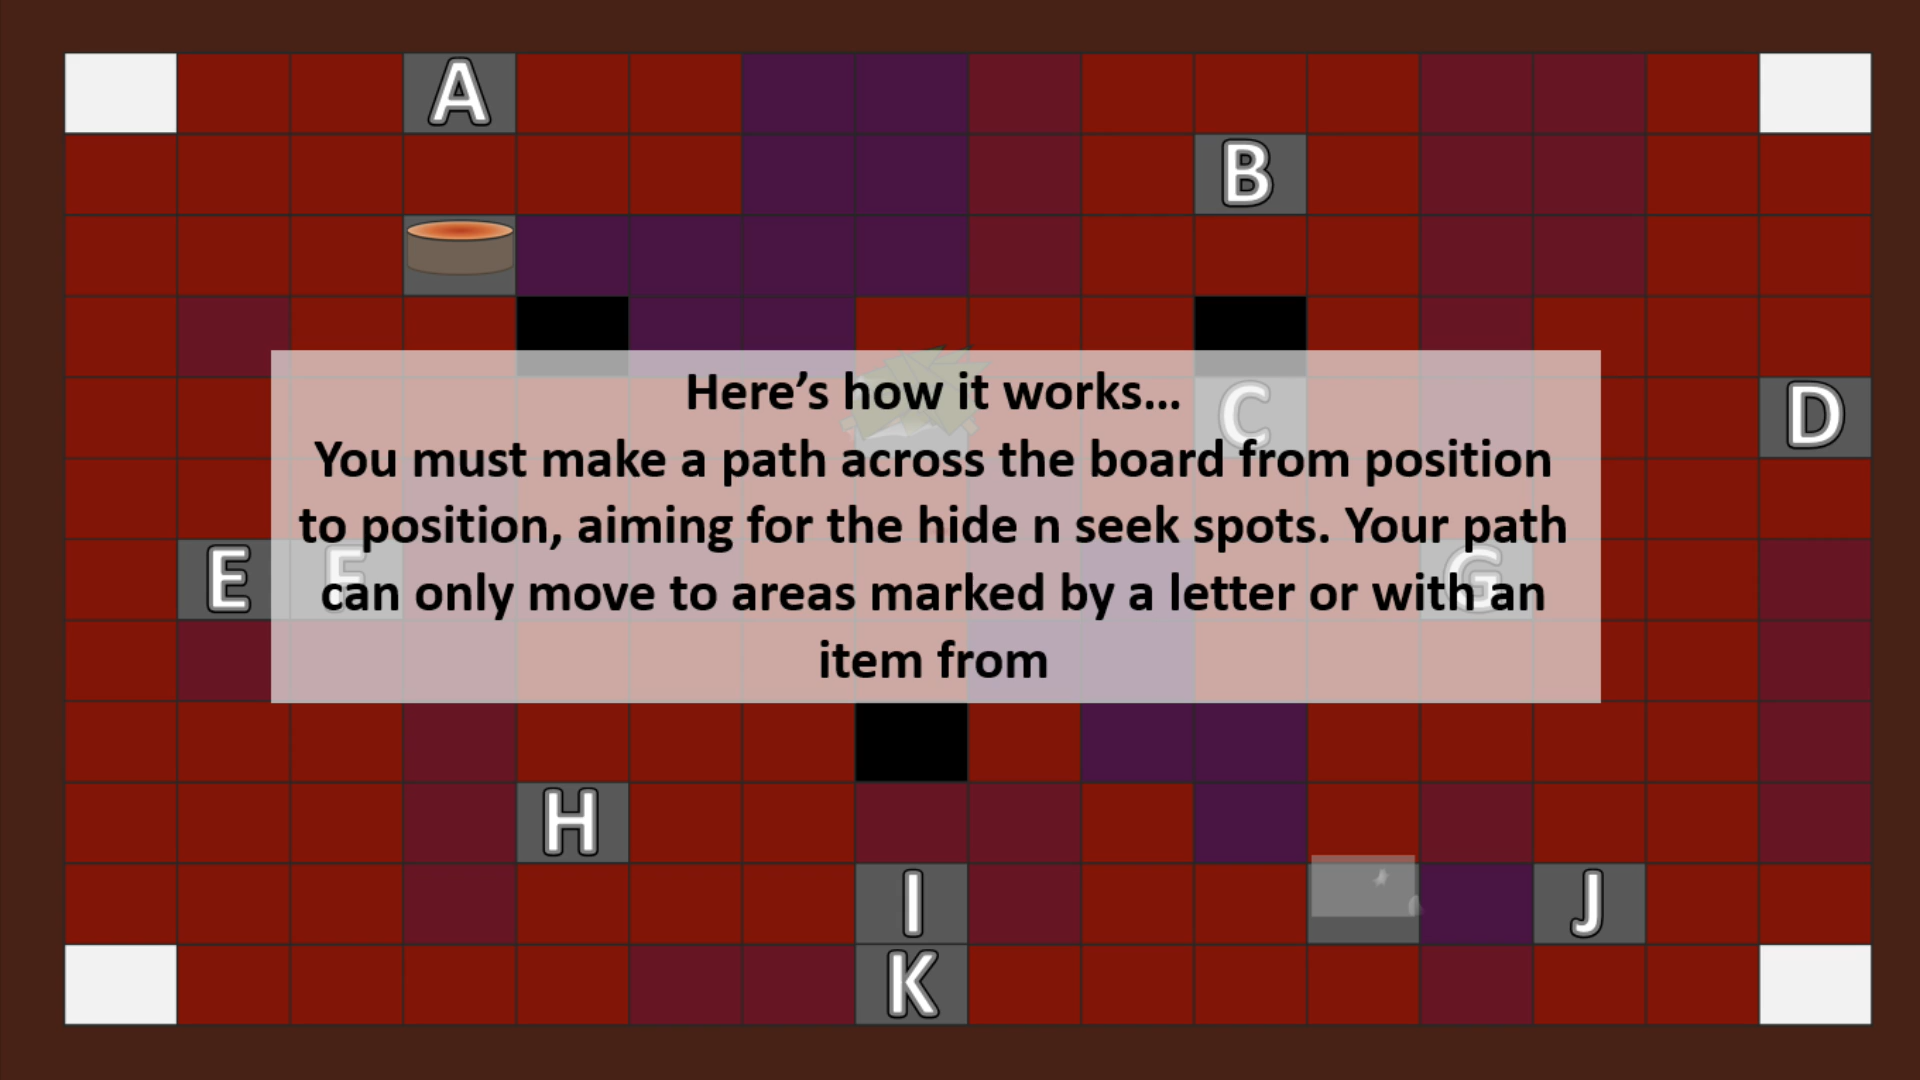 A
B
Here’s how it works...
C
D
You must make a path across the board from position
to position, aiming for the hide n seek spots. Your path
E
F
G
can only move to areas marked by a letter or with an
item from
H
I
J
K